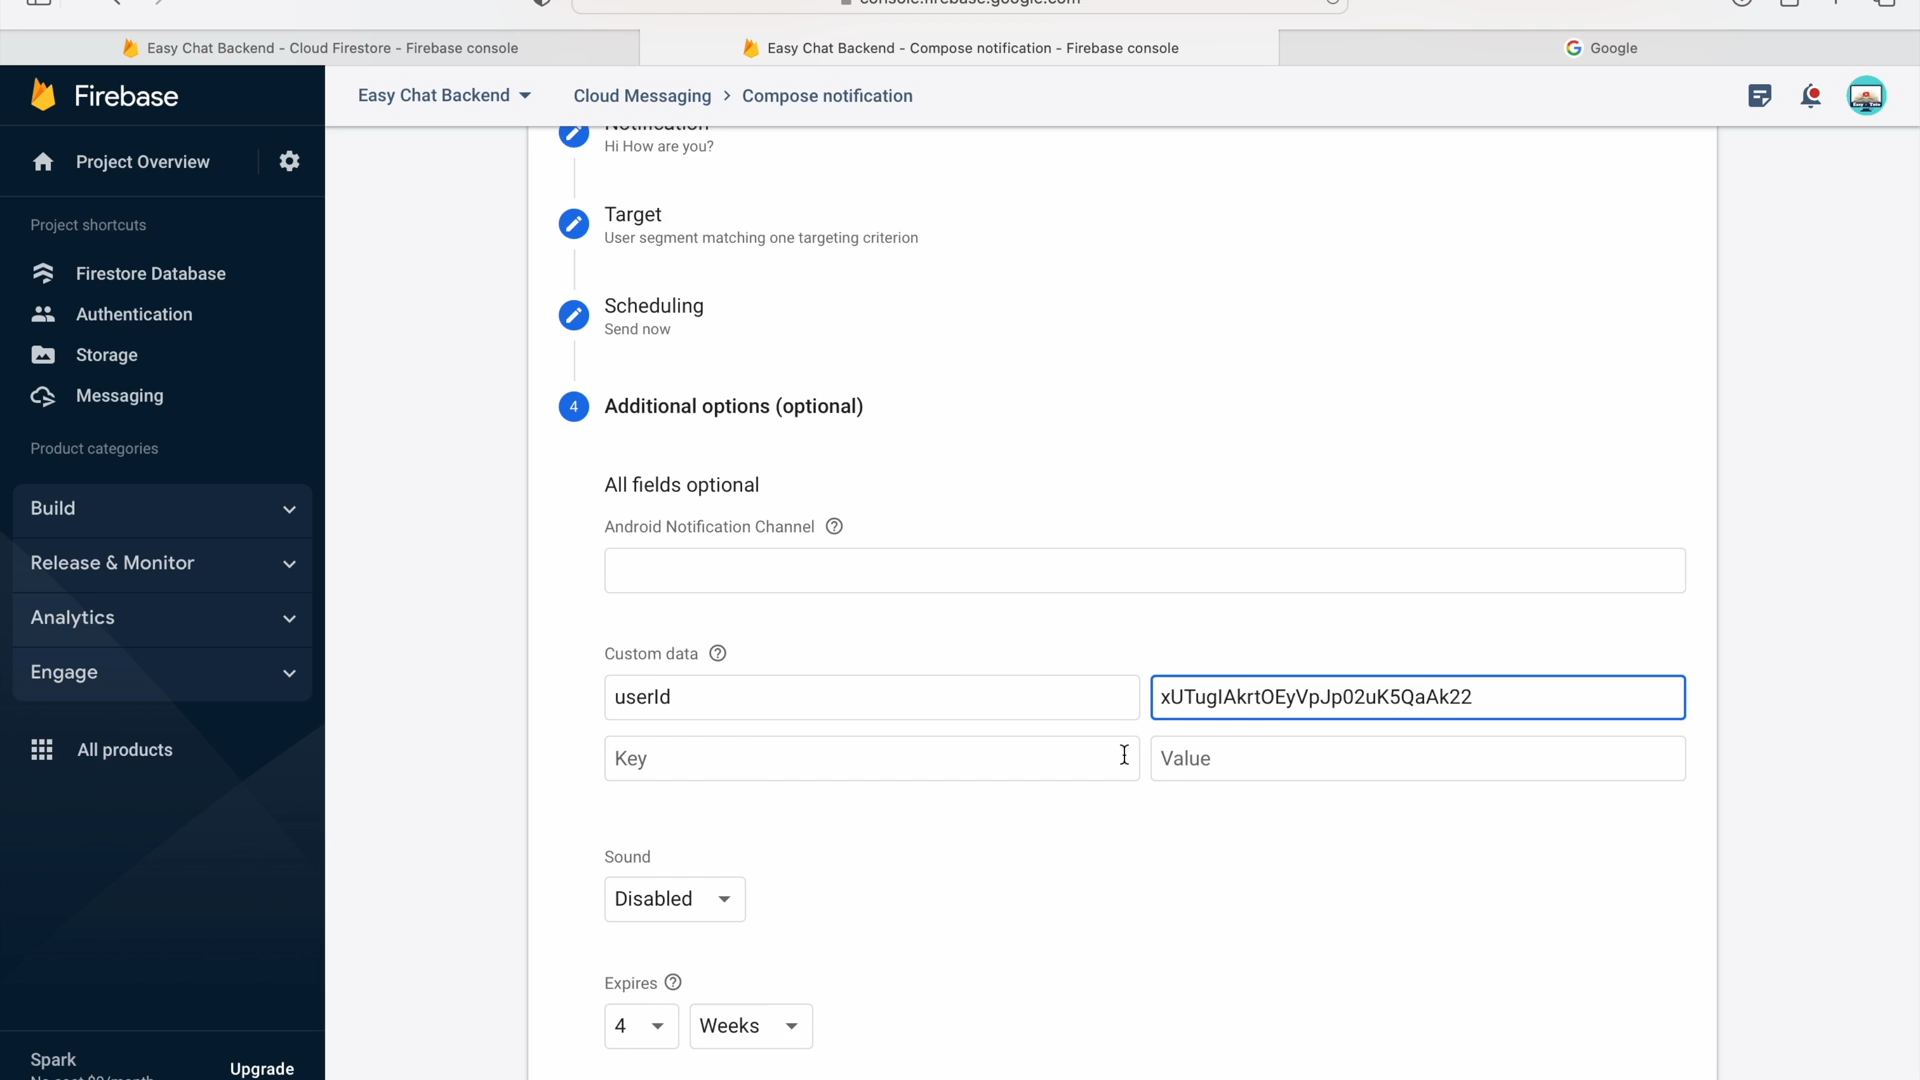 console.firebase.google.com
Easy Chat Backend - Cloud Firestore - Firebase console
Easy Chat Backend - Compose notification - Firebase console
Google
Firebase
Easy Chat Backend
Cloud Messaging > Compose notification
Project Overview
Project shortcuts
Firestore Database
Authentication
Storage
Messaging
Product categories
Build
Release & Monitor
Analytics
Engage
All products
Spark
No cost $0/month
Upgrade
Notification
Hi How are you?
Target
User segment matching one targeting criterion
Scheduling
Send now
4 Additional options (optional)
All fields optional
Android Notification Channel
Custom data
userId
xUTugIAkrtOEyVpJp02uK5QaAk22
Key
Value
Sound
Disabled
Expires
4 Weeks